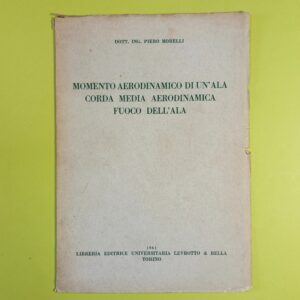 DOTT. ING. PIERO MORELLI
MOMENTO AERODINAMICO DI UN'ALA
CORDA MEDIA AERODINAMICA
FUOCO DELL'ALA
1961
LIBRERIA EDITRICE UNIVERSITARIA LEVROTTO & BELLA
TORINO